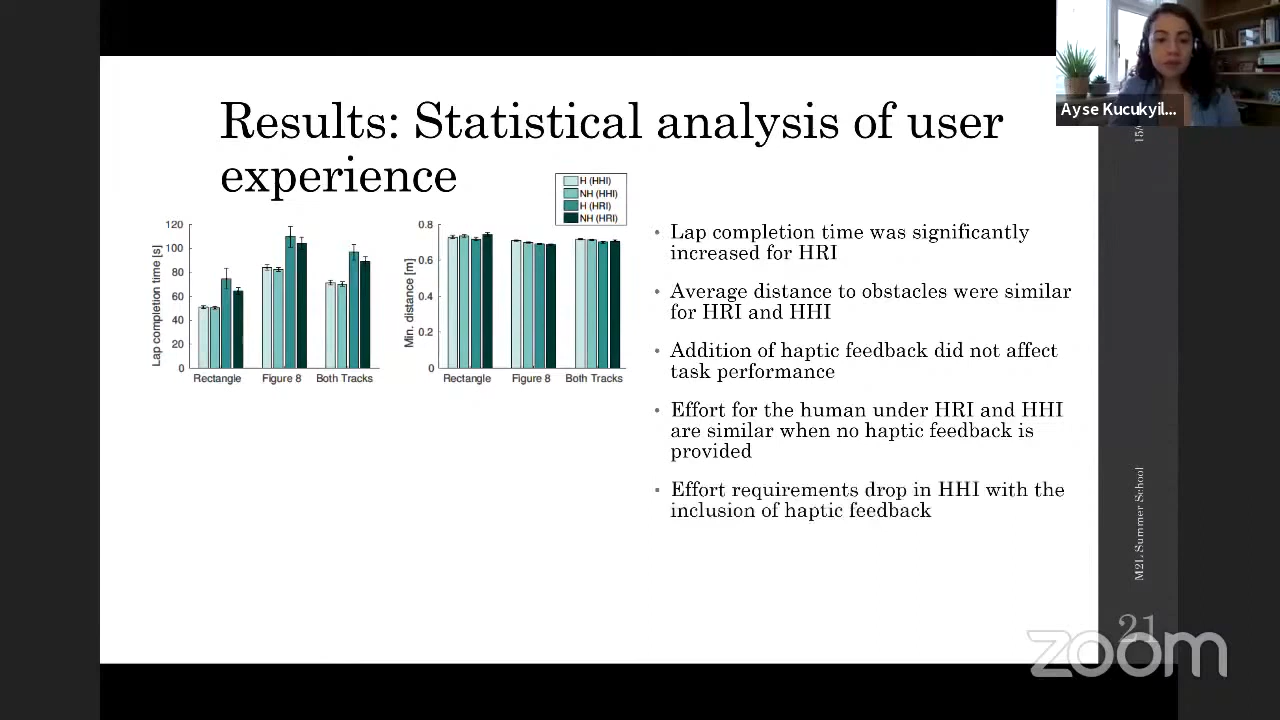 Ayse Kucukyil...
Results: Statistical analysis of user
experience
H (HHI)
NH (HHI)
H (HRI)
NH (HRI)
Lap completion time [s]
120
100
80
60
40
20
0
Rectangle Figure 8 Both Tracks
Min. distance [m]
0.8
0.6
0.4
0.2
0
Rectangle Figure 8 Both Tracks
• Lap completion time was significantly
increased for HRI
• Average distance to obstacles were similar
for HRI and HHI
• Addition of haptic feedback did not affect
task performance
• Effort for the human under HRI and HHI
are similar when no haptic feedback is
provided
• Effort requirements drop in HHI with the
inclusion of haptic feedback
M2L Summer School
21
zoom